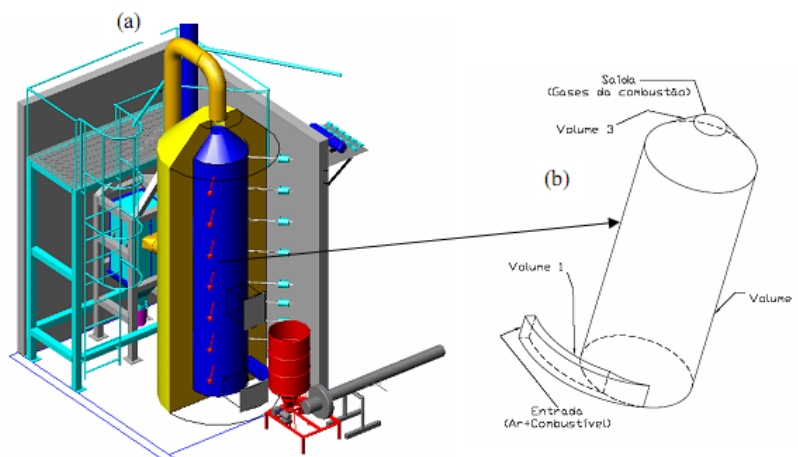 (a)
Saída
(Gases da combustão)
Volume 3
(b)
Volume 1
Volume
Entrada
(Ar+Combustível)